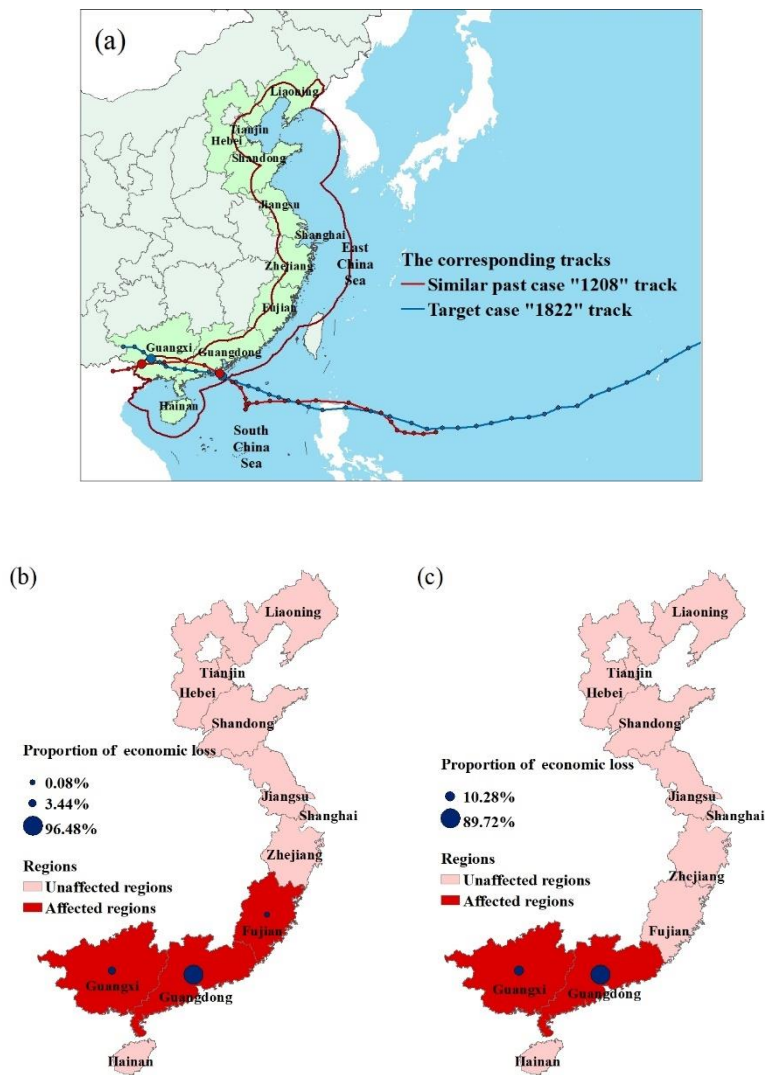 (a)
Liaoning
Tianjin
Hebei
Shandong
Jiangsu
Shanghai
East
China
Sea
Zhejiang
Fujian
Guangxi
Guangdong
Hainan
South
China
Sea
The corresponding tracks
Similar past case "1208" track
Target case "1822" track
(b)
Liaoning
Tianjin
Hebei
Shandong
Proportion of economic loss
0.08%
3.44%
96.48%
Jiangsu
Shanghai
Zhejiang
Regions
Unaffected regions
Affected regions
Fujian
Guangxi
Guangdong
Hainan
(c)
Liaoning
Tianjin
Hebei
Shandong
Proportion of economic loss
10.28%
89.72%
Jiangsu
Shanghai
Zhejiang
Regions
Unaffected regions
Affected regions
Fujian
Guangxi
Guangdong
Hainan